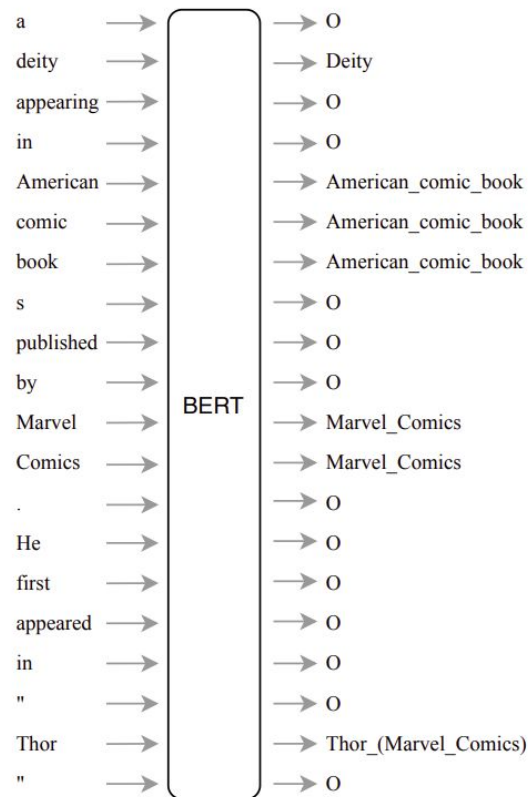 a O
deity Deity
appearing O
in O
American American_comic_book
comic American_comic_book
book American_comic_book
s O
published O
by O
BERT
Marvel Marvel_Comics
Comics Marvel_Comics
. O
He O
first O
appeared O
in O
" O
Thor Thor_(Marvel_Comics)
" O